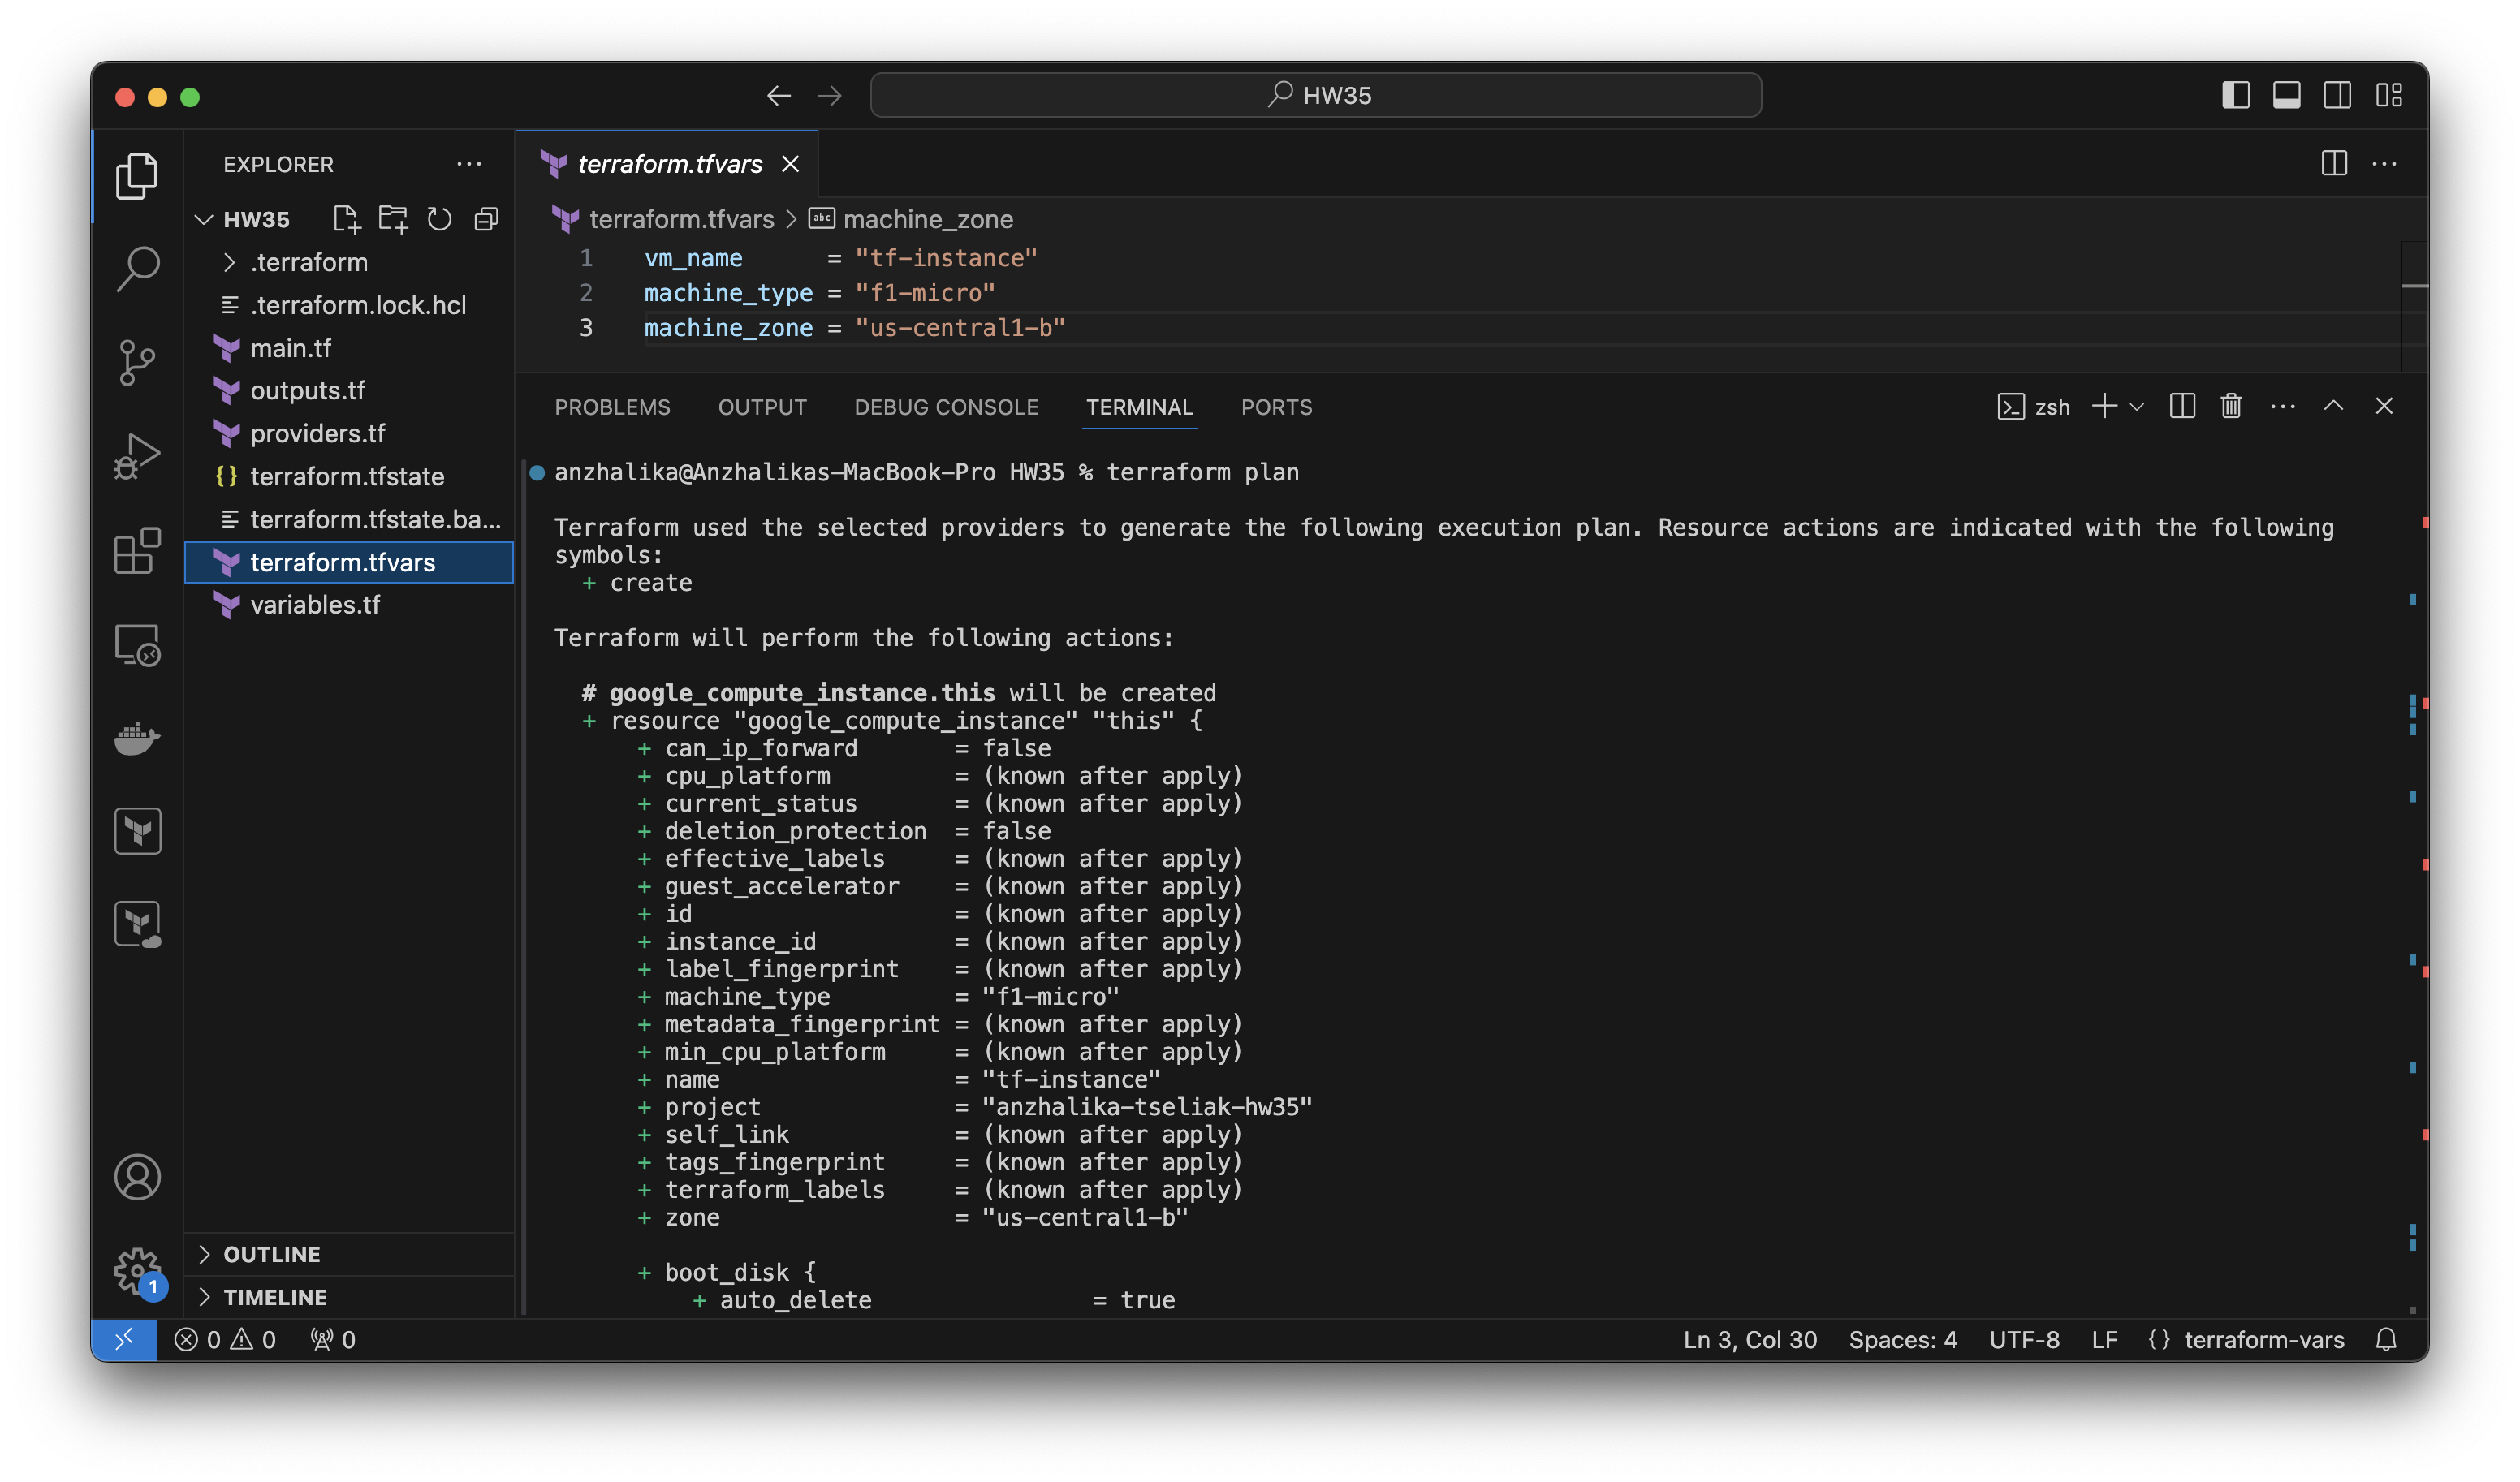 HW35
EXPLORER
terraform.tfvars
HW35
.terraform
.terraform.lock.hcl
main.tf
outputs.tf
providers.tf
terraform.tfstate
terraform.tfstate.ba...
terraform.tfvars
variables.tf
OUTLINE
TIMELINE
terraform.tfvars > abc machine_zone
1 vm_name      = "tf-instance"
2 machine_type = "f1-micro"
3 machine_zone = "us-central1-b"
PROBLEMS OUTPUT DEBUG CONSOLE TERMINAL PORTS zsh
anzhalika@Anzhalikas-MacBook-Pro HW35 % terraform plan
Terraform used the selected providers to generate the following execution plan. Resource actions are indicated with the following
symbols:
+ create
Terraform will perform the following actions:
# google_compute_instance.this will be created
+ resource "google_compute_instance" "this" {
+ can_ip_forward       = false
+ cpu_platform         = (known after apply)
+ current_status       = (known after apply)
+ deletion_protection  = false
+ effective_labels     = (known after apply)
+ guest_accelerator    = (known after apply)
+ id                   = (known after apply)
+ instance_id          = (known after apply)
+ label_fingerprint    = (known after apply)
+ machine_type         = "f1-micro"
+ metadata_fingerprint = (known after apply)
+ min_cpu_platform     = (known after apply)
+ name                 = "tf-instance"
+ project              = "anzhalika-tseliak-hw35"
+ self_link            = (known after apply)
+ tags_fingerprint     = (known after apply)
+ terraform_labels     = (known after apply)
+ zone                 = "us-central1-b"
+ boot_disk {
+ auto_delete                = true
1
0 0 0 Ln 3, Col 30 Spaces: 4 UTF-8 LF {} terraform-vars